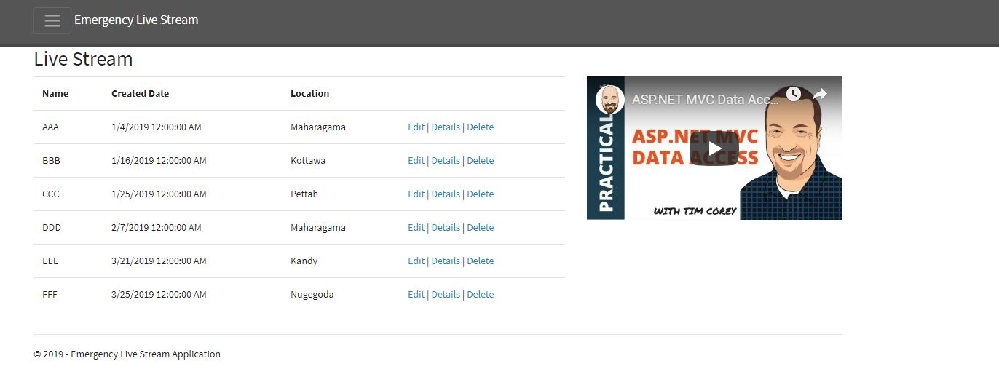 Emergency Live Stream
Live Stream
Name Created Date Location
AAA 1/4/2019 12:00:00 AM Maharagama Edit | Details | Delete
BBB 1/16/2019 12:00:00 AM Kottawa Edit | Details | Delete
CCC 1/25/2019 12:00:00 AM Pettah Edit | Details | Delete
DDD 2/7/2019 12:00:00 AM Maharagama Edit | Details | Delete
EEE 3/21/2019 12:00:00 AM Kandy Edit | Details | Delete
FFF 3/25/2019 12:00:00 AM Nugegoda Edit | Details | Delete
ASP.NET MVC Data Acc...
PRACTICAL
ASP.NET MVC
DATA ACCESS
WITH TIM COREY
© 2019 - Emergency Live Stream Application